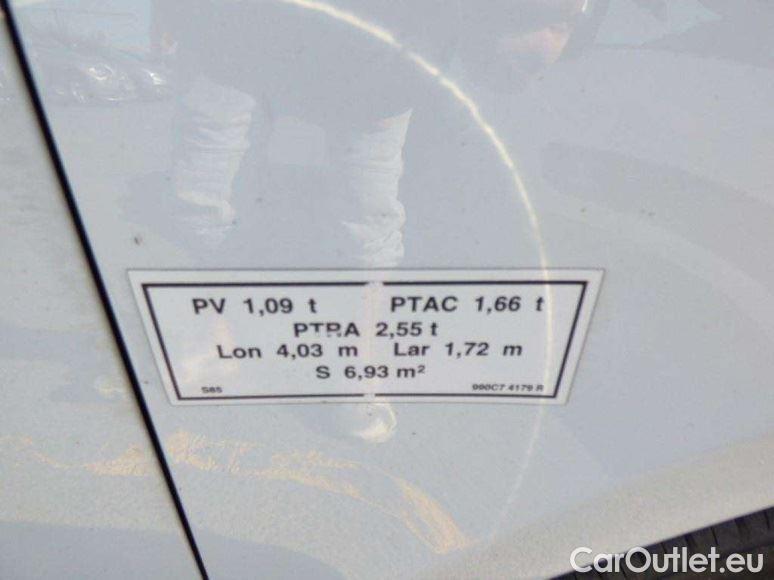 PV 1,09 t PTAC 1,66 t
PTRA 2,55 t
Lon 4,03 m Lar 1,72 m
S 6,93 m²
S85 990C7 4179 R
CarOutlet.eu